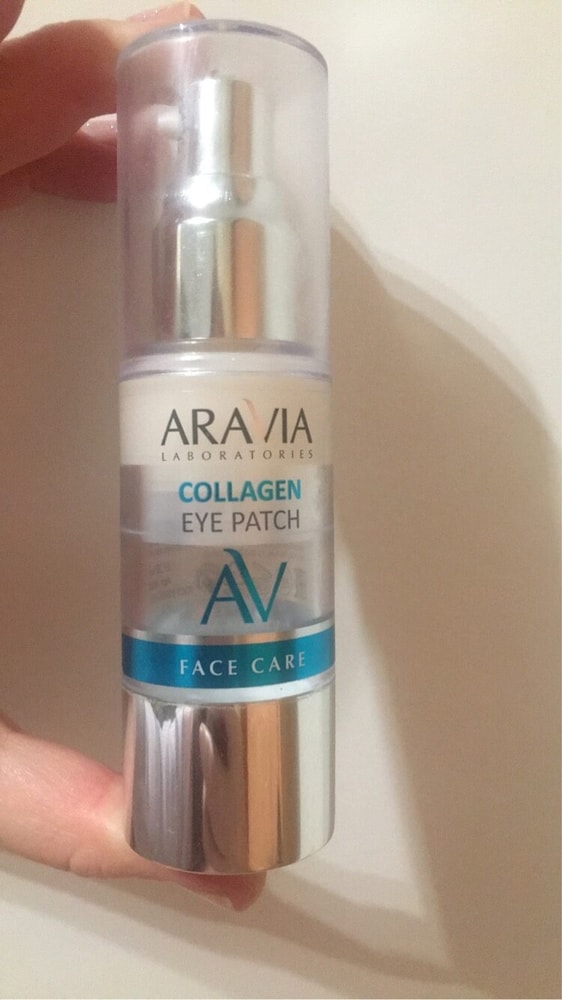 ARAVIA
LABORATORIES
COLLAGEN
EYE PATCH
AV
FACE CARE